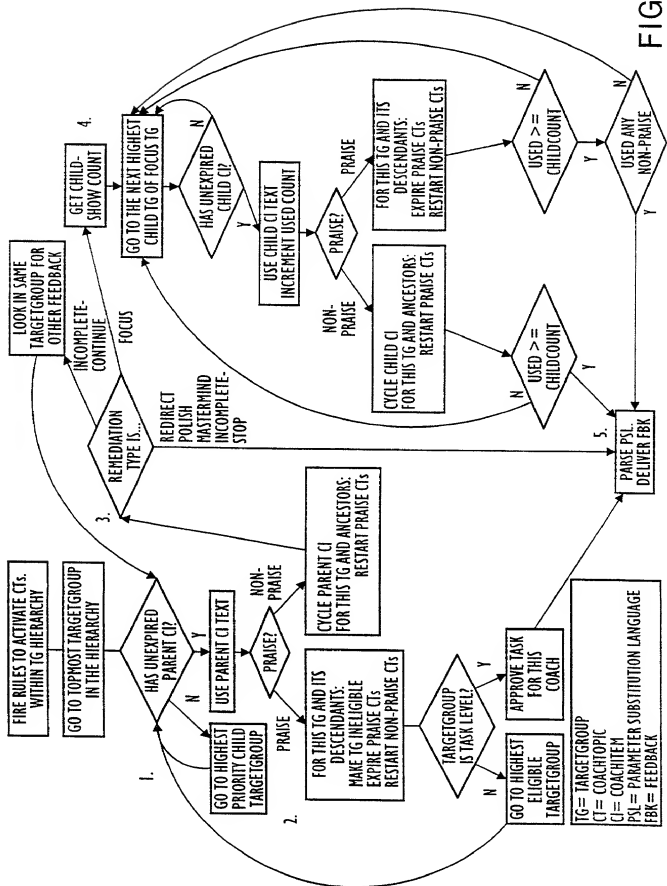 FIRE RULES TO ACTIVATE CTs.
WITHIN TG HIERARCHY
GO TO TOPMOST TARGETGROUP
IN THE HIERARCHY
1.
HAS UNEXPIRED
PARENT CI?
N
Y
GO TO HIGHEST
PRIORITY CHILD
TARGETGROUP
USE PARENT CI TEXT
2.
PRAISE?
PRAISE
NON-
PRAISE
FOR THIS TG AND ITS
DESCENDANTS:
MAKE TG INELIGIBLE
EXPIRE PRAISE CTs
RESTART NON-PRAISE CTs
CYCLE PARENT CI
FOR THIS TG AND ANCESTORS:
RESTART PRAISE CTs
TARGETGROUP
IS TASK LEVEL?
N
Y
GO TO HIGHEST
ELIGIBLE
TARGETGROUP
APPROVE TASK
FOR THIS
COACH
TG= TARGETGROUP
CT= COACHTOPIC
CI= COACHITEM
PSL= PARAMETER SUBSTITUTION LANGUAGE
FBK= FEEDBACK
3.
REMEDIATION
TYPE IS...
LOOK IN SAME
TARGETGROUP FOR
OTHER FEEDBACK
INCOMPLETE-
CONTINUE
FOCUS
REDIRECT
POLISH
MASTERMIND
INCOMPLETE-
STOP
4.
GET CHILD-
SHOW COUNT
GO TO THE NEXT HIGHEST
CHILD TG OF FOCUS TG
HAS UNEXPIRED
CHILD CI?
N
Y
USE CHILD CI TEXT
INCREMENT USED COUNT
PRAISE?
NON-
PRAISE
PRAISE
CYCLE CHILD CI
FOR THIS TG AND ANCESTORS:
RESTART PRAISE CTs
FOR THIS TG AND ITS
DESCENDANTS:
EXPIRE PRAISE CTs
RESTART NON-PRAISE CTs
USED >=
CHILDCOUNT
N
Y
USED >=
CHILDCOUNT
N
Y
USED ANY
NON-PRAISE
N
Y
5.
PARSE PSL.
DELIVER FBK
FIG